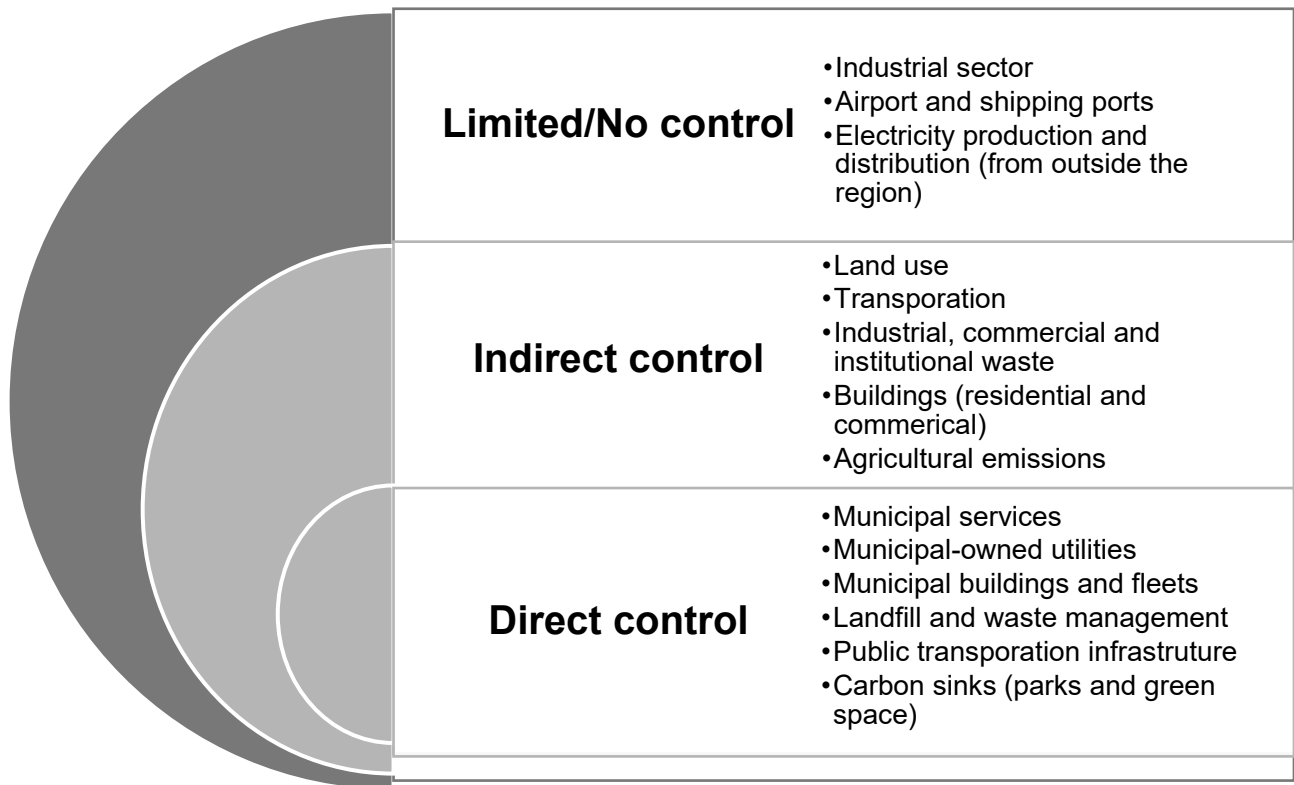 Limited/No control
•Industrial sector
•Airport and shipping ports
•Electricity production and
distribution (from outside the
region)
Indirect control
•Land use
•Transporation
•Industrial, commercial and
institutional waste
•Buildings (residential and
commerical)
•Agricultural emissions
Direct control
•Municipal services
•Municipal-owned utilities
•Municipal buildings and fleets
•Landfill and waste management
•Public transporation infrastruture
•Carbon sinks (parks and green
space)